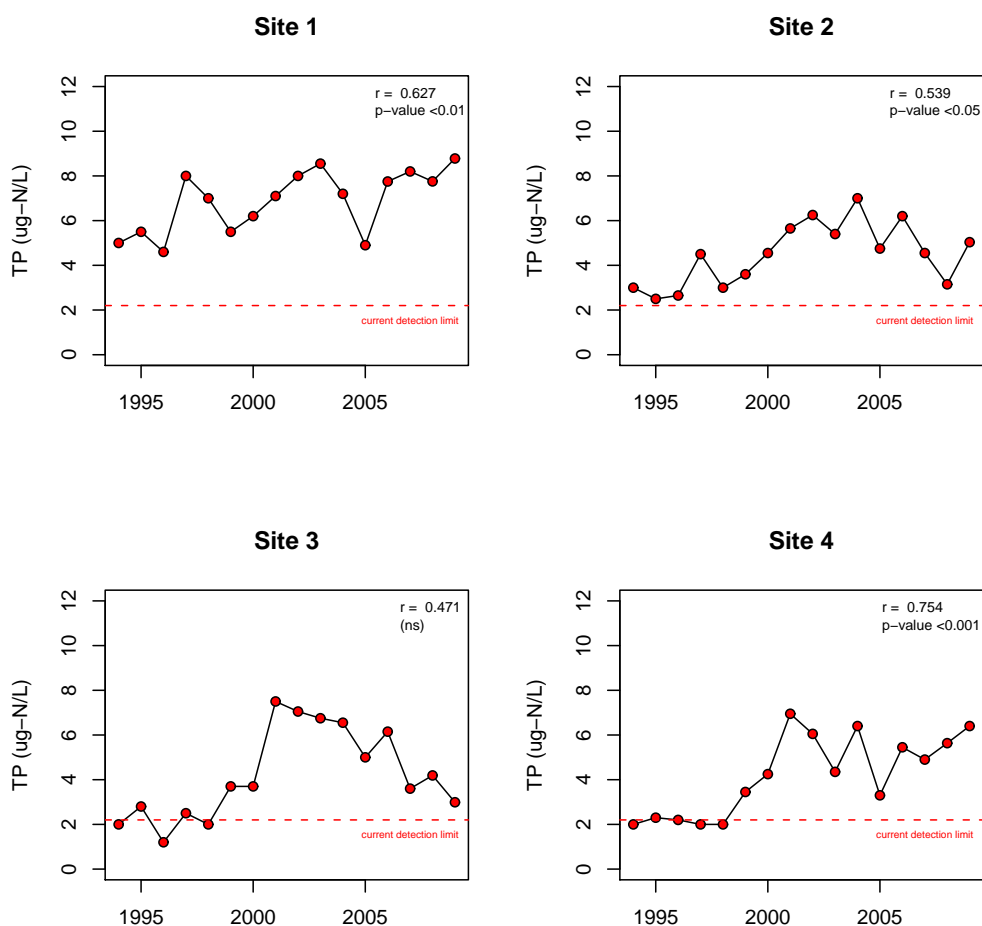 Site 1
r =  0.627
p−value <0.01
TP (ug−N/L)
12
10
8
6
4
2
0
current detection limit
1995 2000 2005
Site 2
r =  0.539
p−value <0.05
TP (ug−N/L)
12
10
8
6
4
2
0
current detection limit
1995 2000 2005
Site 3
r =  0.471
(ns)
TP (ug−N/L)
12
10
8
6
4
2
0
current detection limit
1995 2000 2005
Site 4
r =  0.754
p−value <0.001
TP (ug−N/L)
12
10
8
6
4
2
0
current detection limit
1995 2000 2005